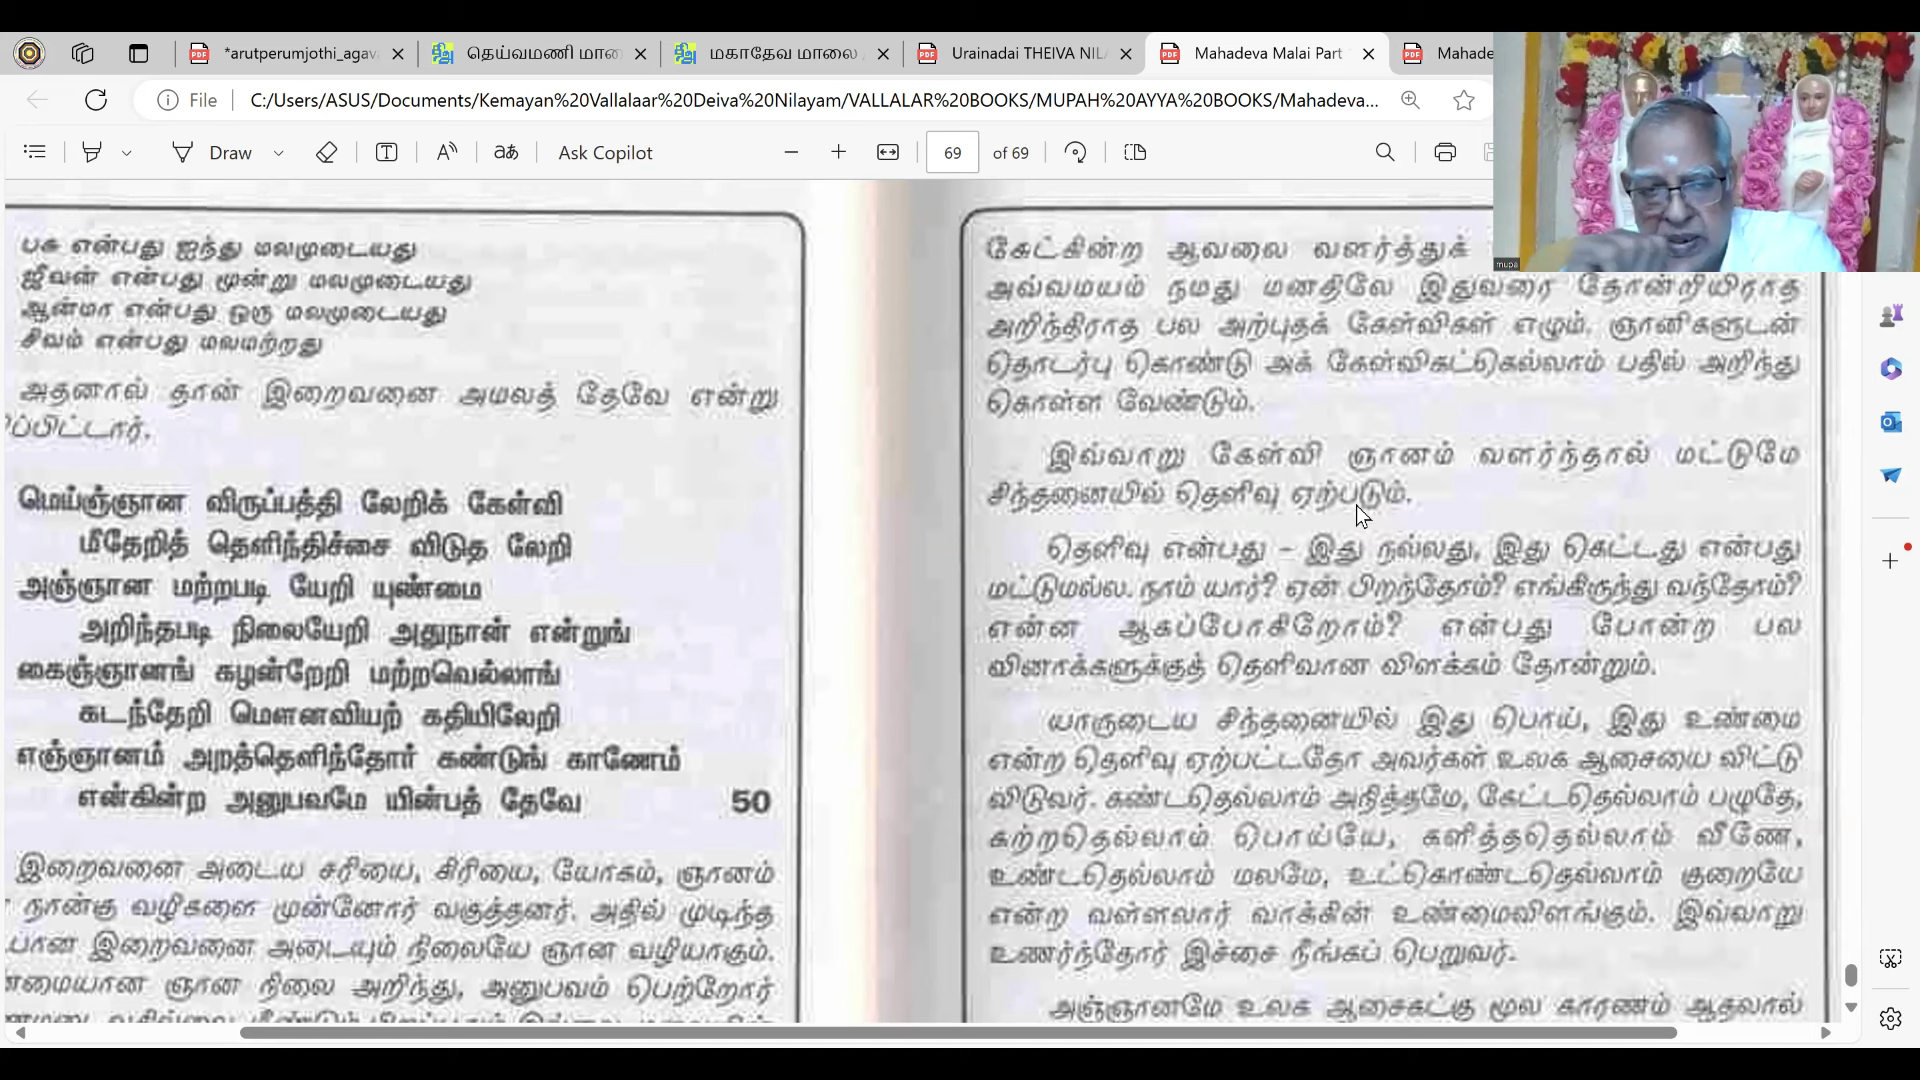 *arutperumjothi_agava
தெய்வமணி மாலை
மகாதேவ மாலை
Urainadai THEIVA NILA
Mahadeva Malai Part
Mahade
File
C:/Users/ASUS/Documents/Kemayan%20Vallalaar%20Deiva%20Nilayam/VALLALAR%20BOOKS/MUPAH%20AYYA%20BOOKS/Mahadeva...
Draw
Ask Copilot
69 of 69
mupa
பசு என்பது ஐந்து மலமுடையது
ஜீவன் என்பது மூன்று மலமுடையது
ஆன்மா என்பது ஒரு மலமுடையது
சிவம் என்பது மலமற்றது
அதனால் தான் இறைவனை அமலத் தேவே என்று
ப்பிட்டார்.
மெய்ஞ்ஞான விருப்பத்தி லேறிக் கேள்வி
மீதேறித் தெளிந்திச்சை விடுத லேறி
அஞ்ஞான மற்றபடி யேறி யுண்மை
அறிந்தபடி நிலையேறி அதுநான் என்றுங்
கைஞ்ஞானங் கழன்றேறி மற்றவெல்லாங்
கடந்தேறி மௌனவியற் கதியிலேறி
எஞ்ஞானம் அறத்தெளிந்தோர் கண்டுங் காணேம்
என்கின்ற அனுபவமே யின்பத் தேவே 50
இறைவனை அடைய சரியை, கிரியை, யோகம், ஞானம்
நான்கு வழிகளை முன்னோர் வகுத்தனர். அதில் முடிந்த
பான இறைவனை அடையும் நிலையே ஞான வழியாகும்.
ண்மையான ஞான நிலை அறிந்து, அனுபவம் பெற்றோர்
கேட்கின்ற ஆவலை வளர்த்துக்
அவ்வமயம் நமது மனதிலே இதுவரை தோன்றியிராத
அறிந்திராத பல அற்புதக் கேள்விகள் எழும். ஞானிகளுடன்
தொடர்பு கொண்டு அக் கேள்விகட்கெல்லாம் பதில் அறிந்து
கொள்ள வேண்டும்.
இவ்வாறு கேள்வி ஞானம் வளர்ந்தால் மட்டுமே
சிந்தனையில் தெளிவு ஏற்படும்.
தெளிவு என்பது – இது நல்லது, இது கெட்டது என்பது
மட்டுமல்ல. நாம் யார்? ஏன் பிறந்தோம்? எங்கிருந்து வந்தோம்?
என்ன ஆகப்போகிறோம்? என்பது போன்ற பல
வினாக்களுக்குத் தெளிவான விளக்கம் தோன்றும்.
யாருடைய சிந்தனையில் இது பொய், இது உண்மை
என்ற தெளிவு ஏற்பட்டதோ அவர்கள் உலக ஆசையை விட்டு
விடுவர். கண்டதெல்லாம் அநித்தமே, கேட்டதெல்லாம் பழுதே,
கற்றதெல்லாம் பொய்யே, களித்ததெல்லாம் வீணே,
உண்டதெல்லாம் மலமே, உட்கொண்டதெல்லாம் குறையே
என்ற வள்ளலார் வாக்கின் உண்மைவிளங்கும். இவ்வாறு
உணர்ந்தோர் இச்சை நீங்கப் பெறுவர்.
அஞ்ஞானமே உலக ஆசைகட்கு மூல காரணம் ஆதலால்